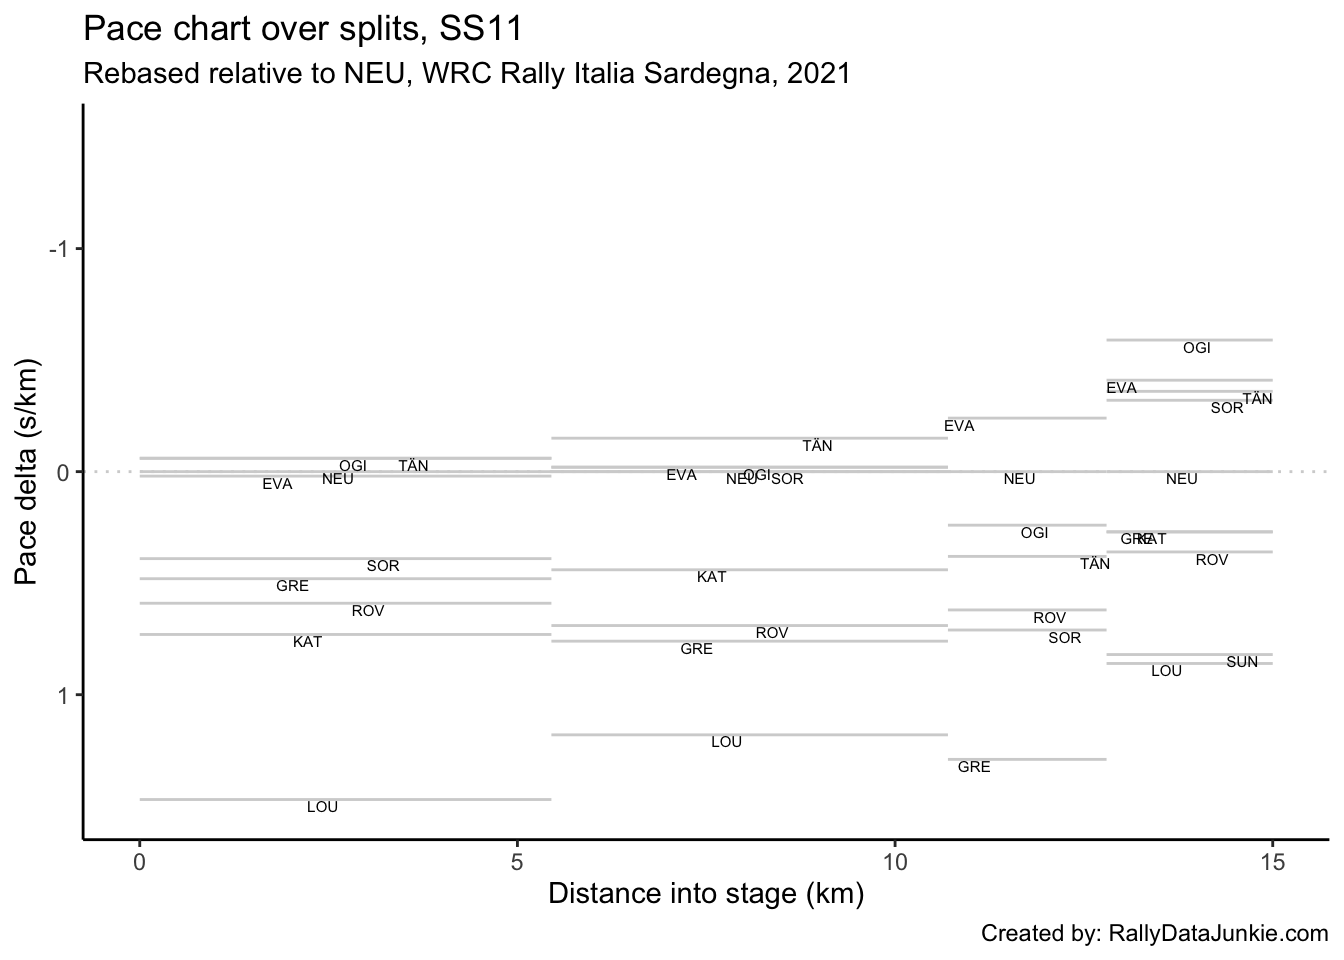 Pace chart over splits, SS11
Rebased relative to NEU, WRC Rally Italia Sardegna, 2021
Pace delta (s/km)
-1
0
1
OGI
EVA
TÄN
SOR
EVA
TÄN
OGI
TÄN
NEU
EVA
EVA
OGI
NEU
SOR
NEU
NEU
OGI
GRE
KAT
SOR
TÄN
ROV
GRE
KAT
ROV
ROV
SOR
KAT
ROV
GRE
SUN
LOU
LOU
GRE
LOU
0
5
10
15
Distance into stage (km)
Created by: RallyDataJunkie.com